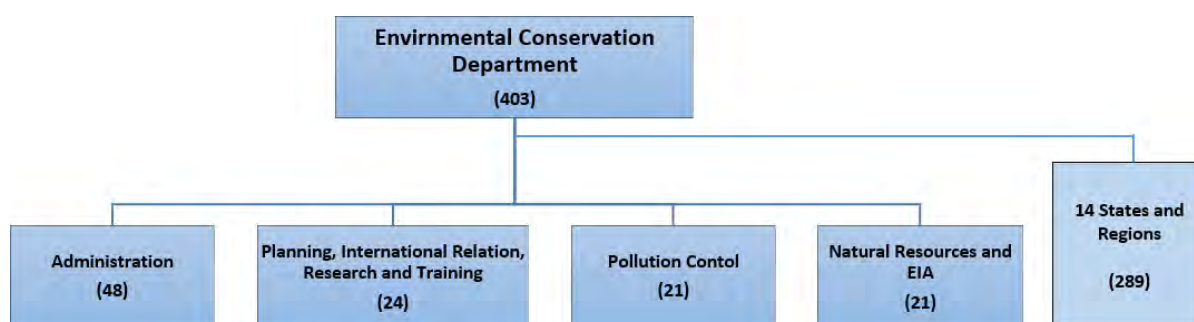 Envirnmental Conservation
Department
(403)
Administration
(48)
Planning, International Relation,
Research and Training
(24)
Pollution Contol
(21)
Natural Resources and
EIA
(21)
14 States and
Regions
(289)